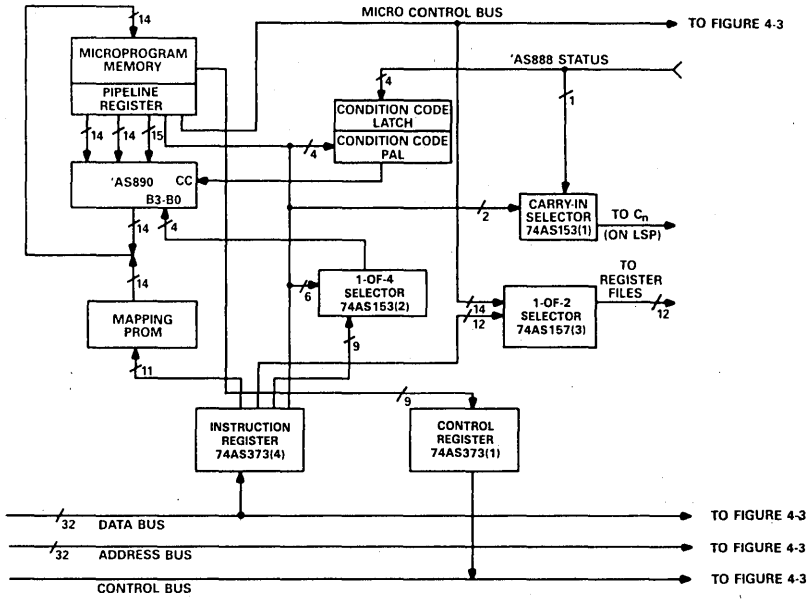 14
MICRO CONTROL BUS
TO FIGURE 4-3
MICROPROGRAM
MEMORY
PIPELINE
REGISTER
'AS888 STATUS
4
1
CONDITION CODE
LATCH
CONDITION CODE
PAL
14
14
15
4
'AS890
CC
B3-B0
14
4
2
CARRY-IN
SELECTOR
74AS153(1)
TO Cn
(ON LSP)
14
6
1-OF-4
SELECTOR
74AS153(2)
TO
REGISTER
FILES
12
14
12
1-OF-2
SELECTOR
74AS157(3)
MAPPING
PROM
9
11
9
INSTRUCTION
REGISTER
74AS373(4)
CONTROL
REGISTER
74AS373(1)
32
DATA BUS
TO FIGURE 4-3
32
ADDRESS BUS
TO FIGURE 4-3
CONTROL BUS
TO FIGURE 4-3